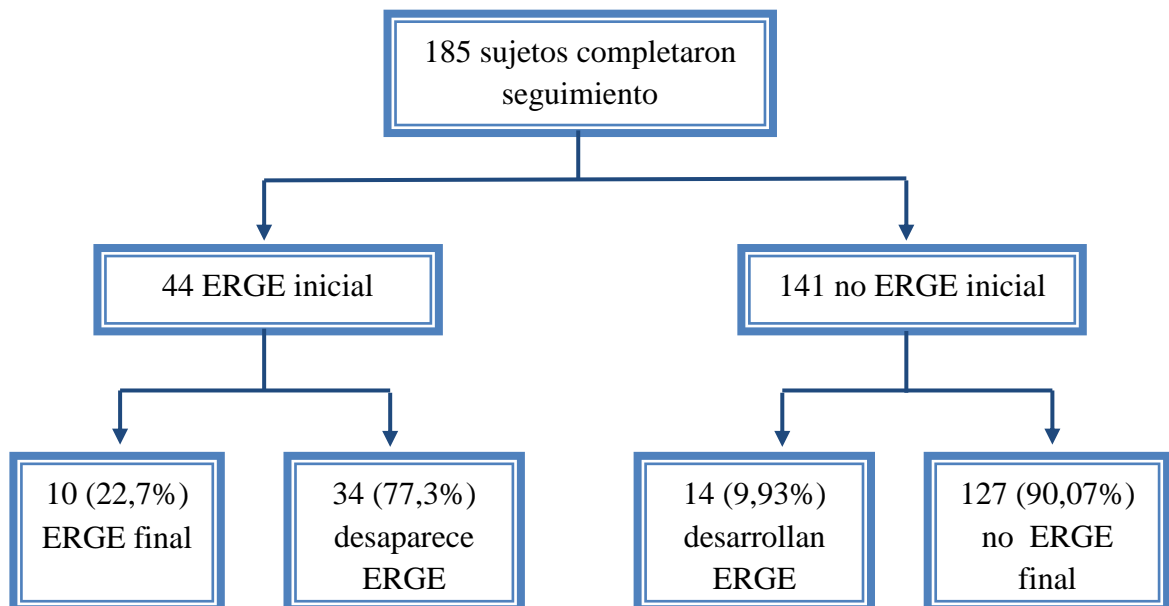 185 sujetos completaron
seguimiento
44 ERGE inicial
141 no ERGE inicial
10 (22,7%)
ERGE final
34 (77,3%)
desaparece
ERGE
14 (9,93%)
desarrollan
ERGE
127 (90,07%)
no ERGE
final